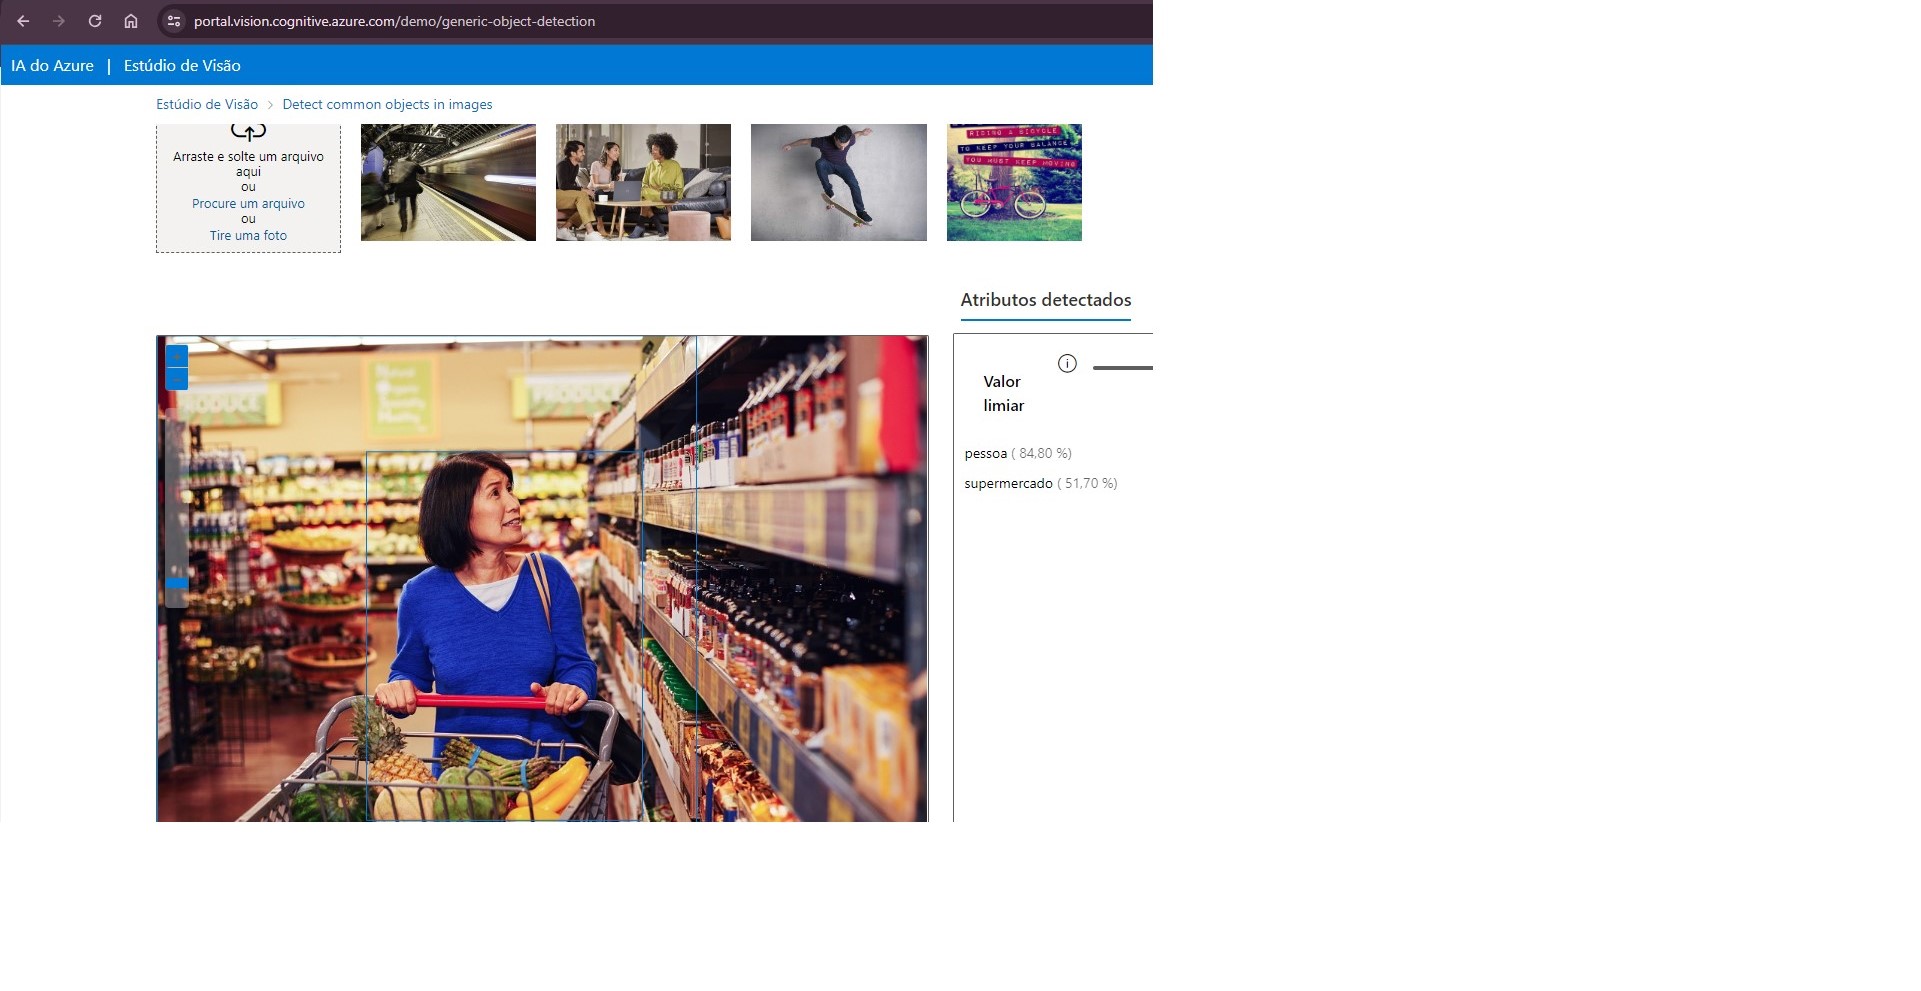 portal.vision.cognitive.azure.com/demo/generic-object-detection
IA do Azure | Estúdio de Visão
Estúdio de Visão > Detect common objects in images
Arraste e solte um arquivo
aqui
ou
Procure um arquivo
ou
Tire uma foto
RIDING A BICYCLE
TO KEEP YOUR BALANCE
YOU MUST KEEP MOVING
Atributos detectados
Valor
limiar
pessoa ( 84,80 %)
supermercado ( 51,70 %)
PRODUCE
PRODUCE